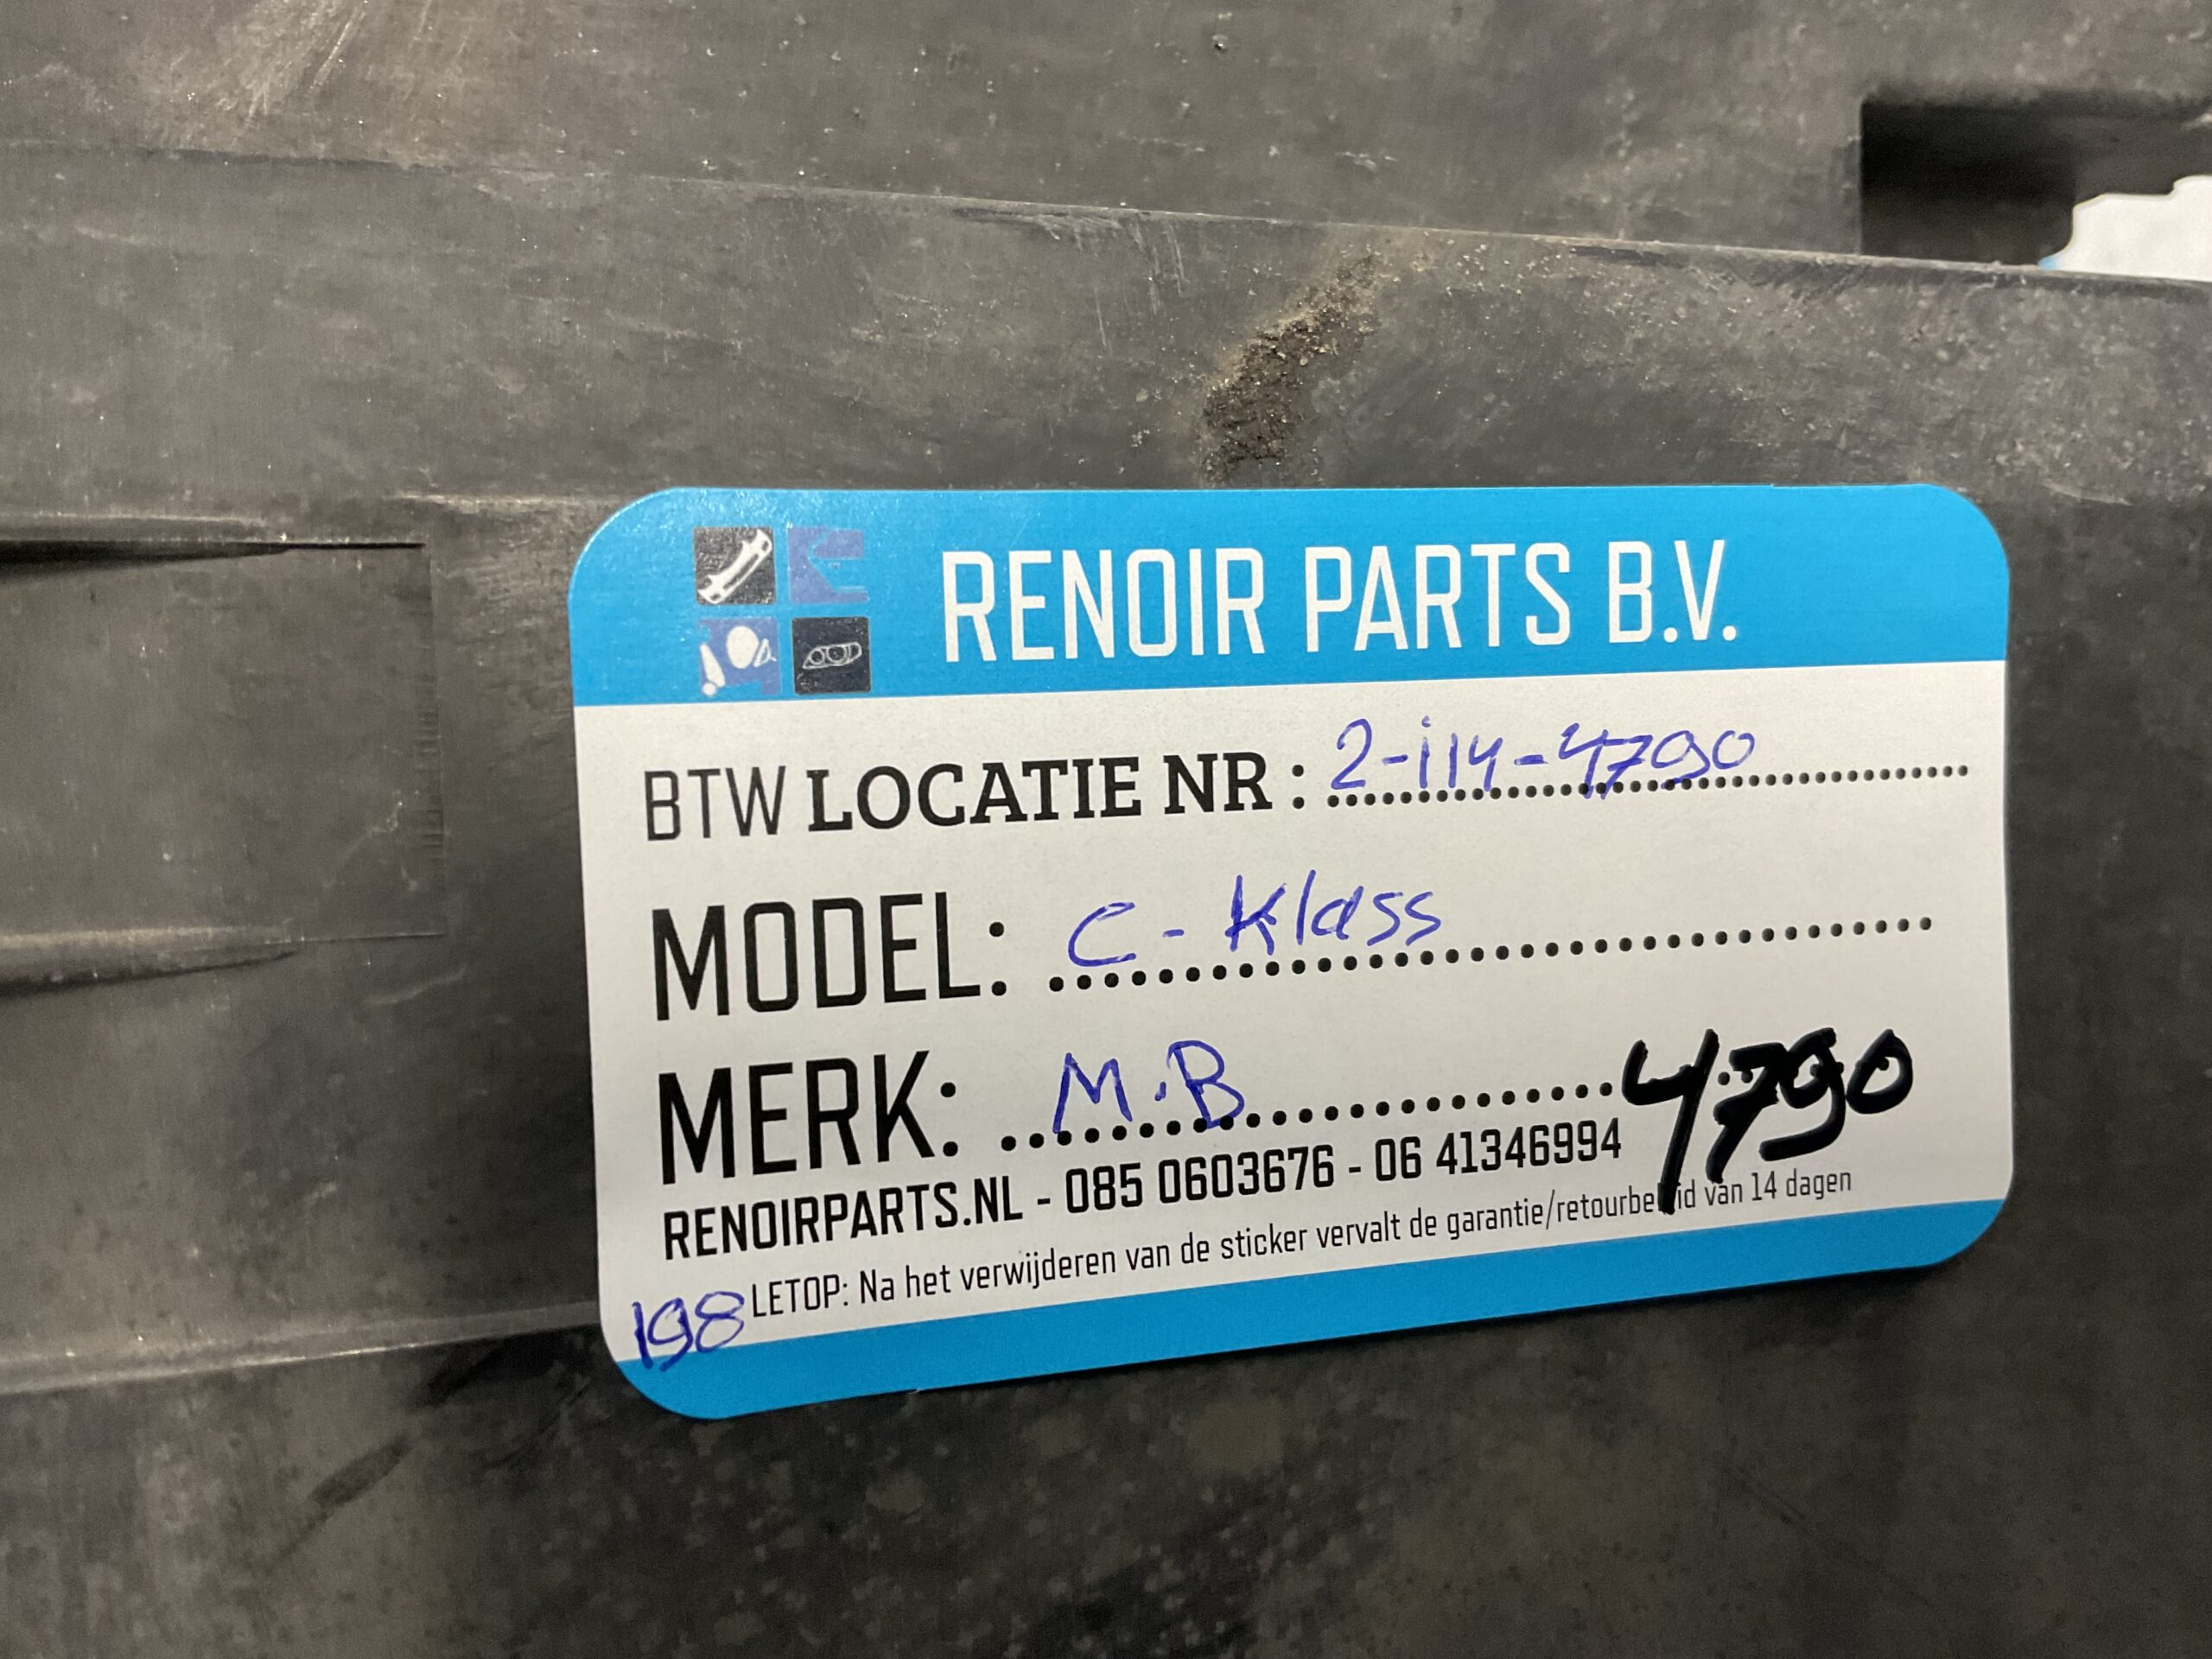 RENOIR PARTS B.V.
BTW LOCATIE NR : 2-i14-4790
MODEL: C-Klass
MERK: M.B 4790
RENOIRPARTS.NL - 085 0603676 - 06 41346994
LETOP: Na het verwijderen van de sticker vervalt de garantie/retourbeleid van 14 dagen
198